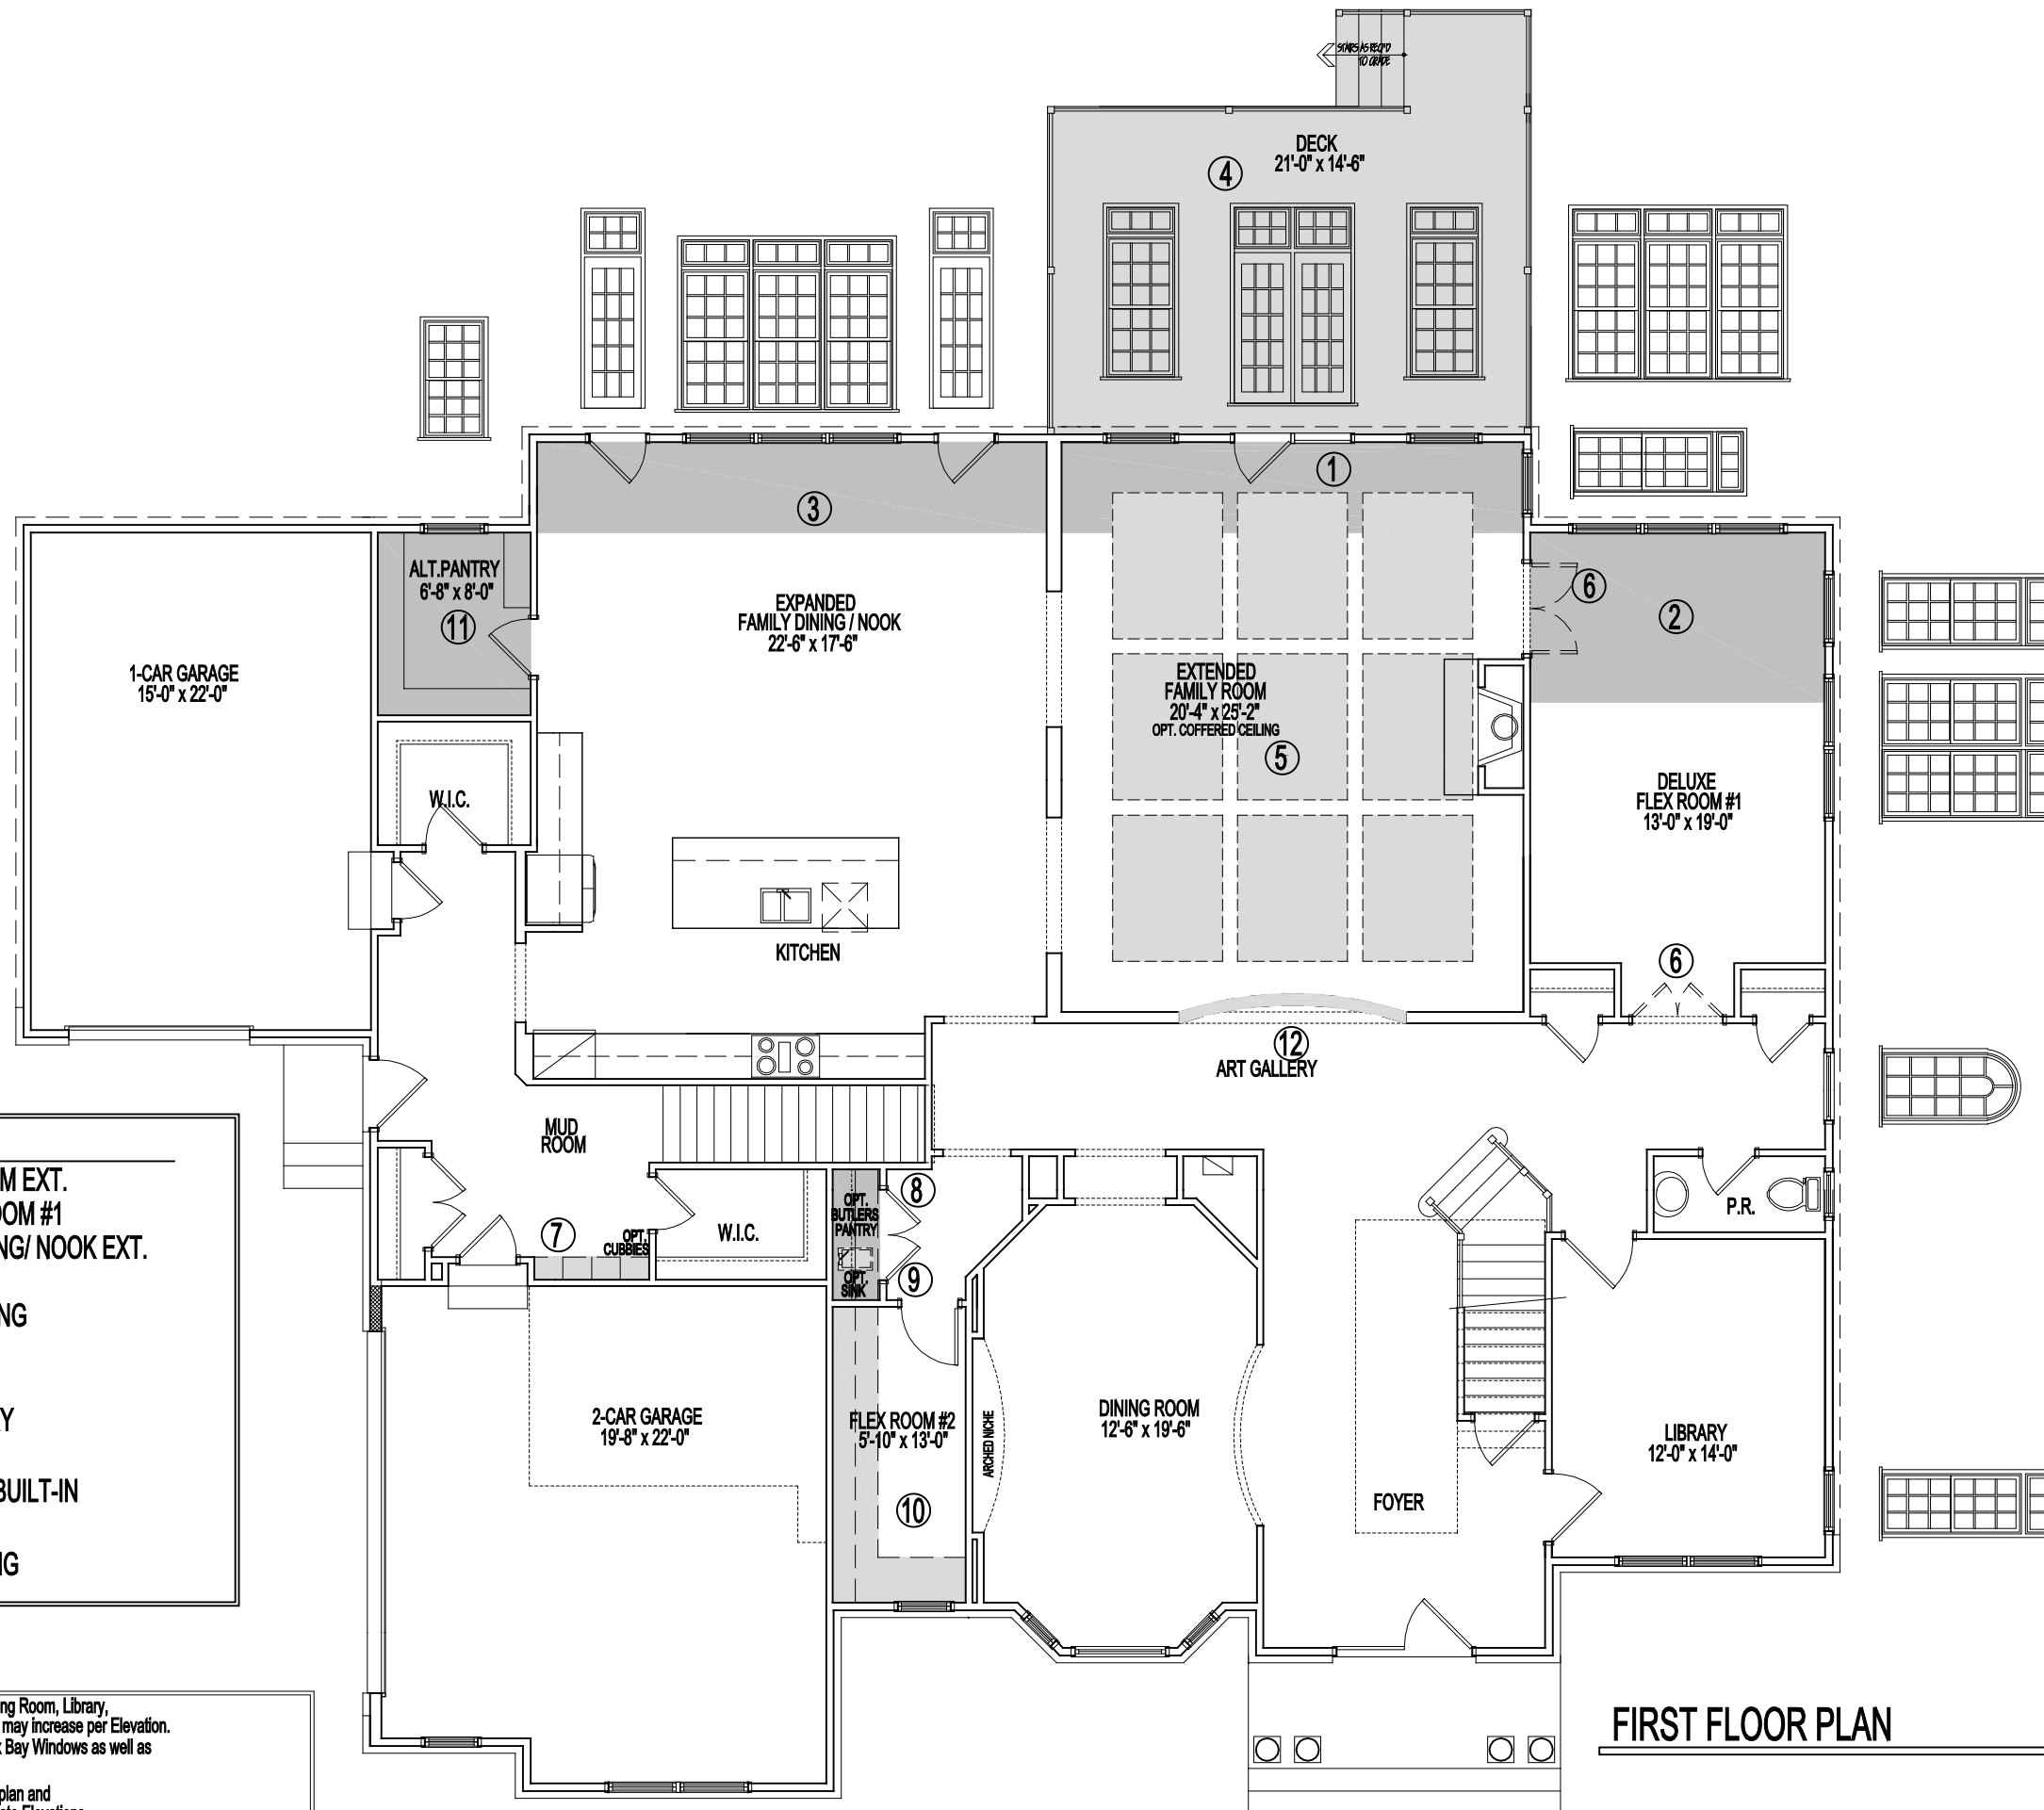 STAIRS AS REQ'D
TO GRADE
DECK
21'-0" x 14'-6"
4
1
3
ALT.PANTRY
6'-8" x 8'-0"
11
6
2
EXPANDED
FAMILY DINING / NOOK
22'-6" x 17'-6"
1-CAR GARAGE
15'-0" x 22'-0"
EXTENDED
FAMILY ROOM
20'-4" x 25'-2"
OPT. COFFERED CEILING
5
W.I.C.
DELUXE
FLEX ROOM #1
13'-0" x 19'-0"
KITCHEN
6
12
ART GALLERY
MUD
ROOM
M EXT.
OOM #1
NG/ NOOK EXT.
NG
Y
BUILT-IN
NG
8
OPT.
BUTLERS
PANTRY
7
OPT.
CUBBIES
W.I.C.
9
OPT.
SINK
P.R.
2-CAR GARAGE
19'-8" x 22'-0"
FLEX ROOM #2
5'-10" x 13'-0"
ARCHED NICHE
DINING ROOM
12'-6" x 19'-6"
LIBRARY
12'-0" x 14'-0"
10
FOYER
ng Room, Library,
may increase per Elevation.
x Bay Windows as well as
plan and
FIRST FLOOR PLAN